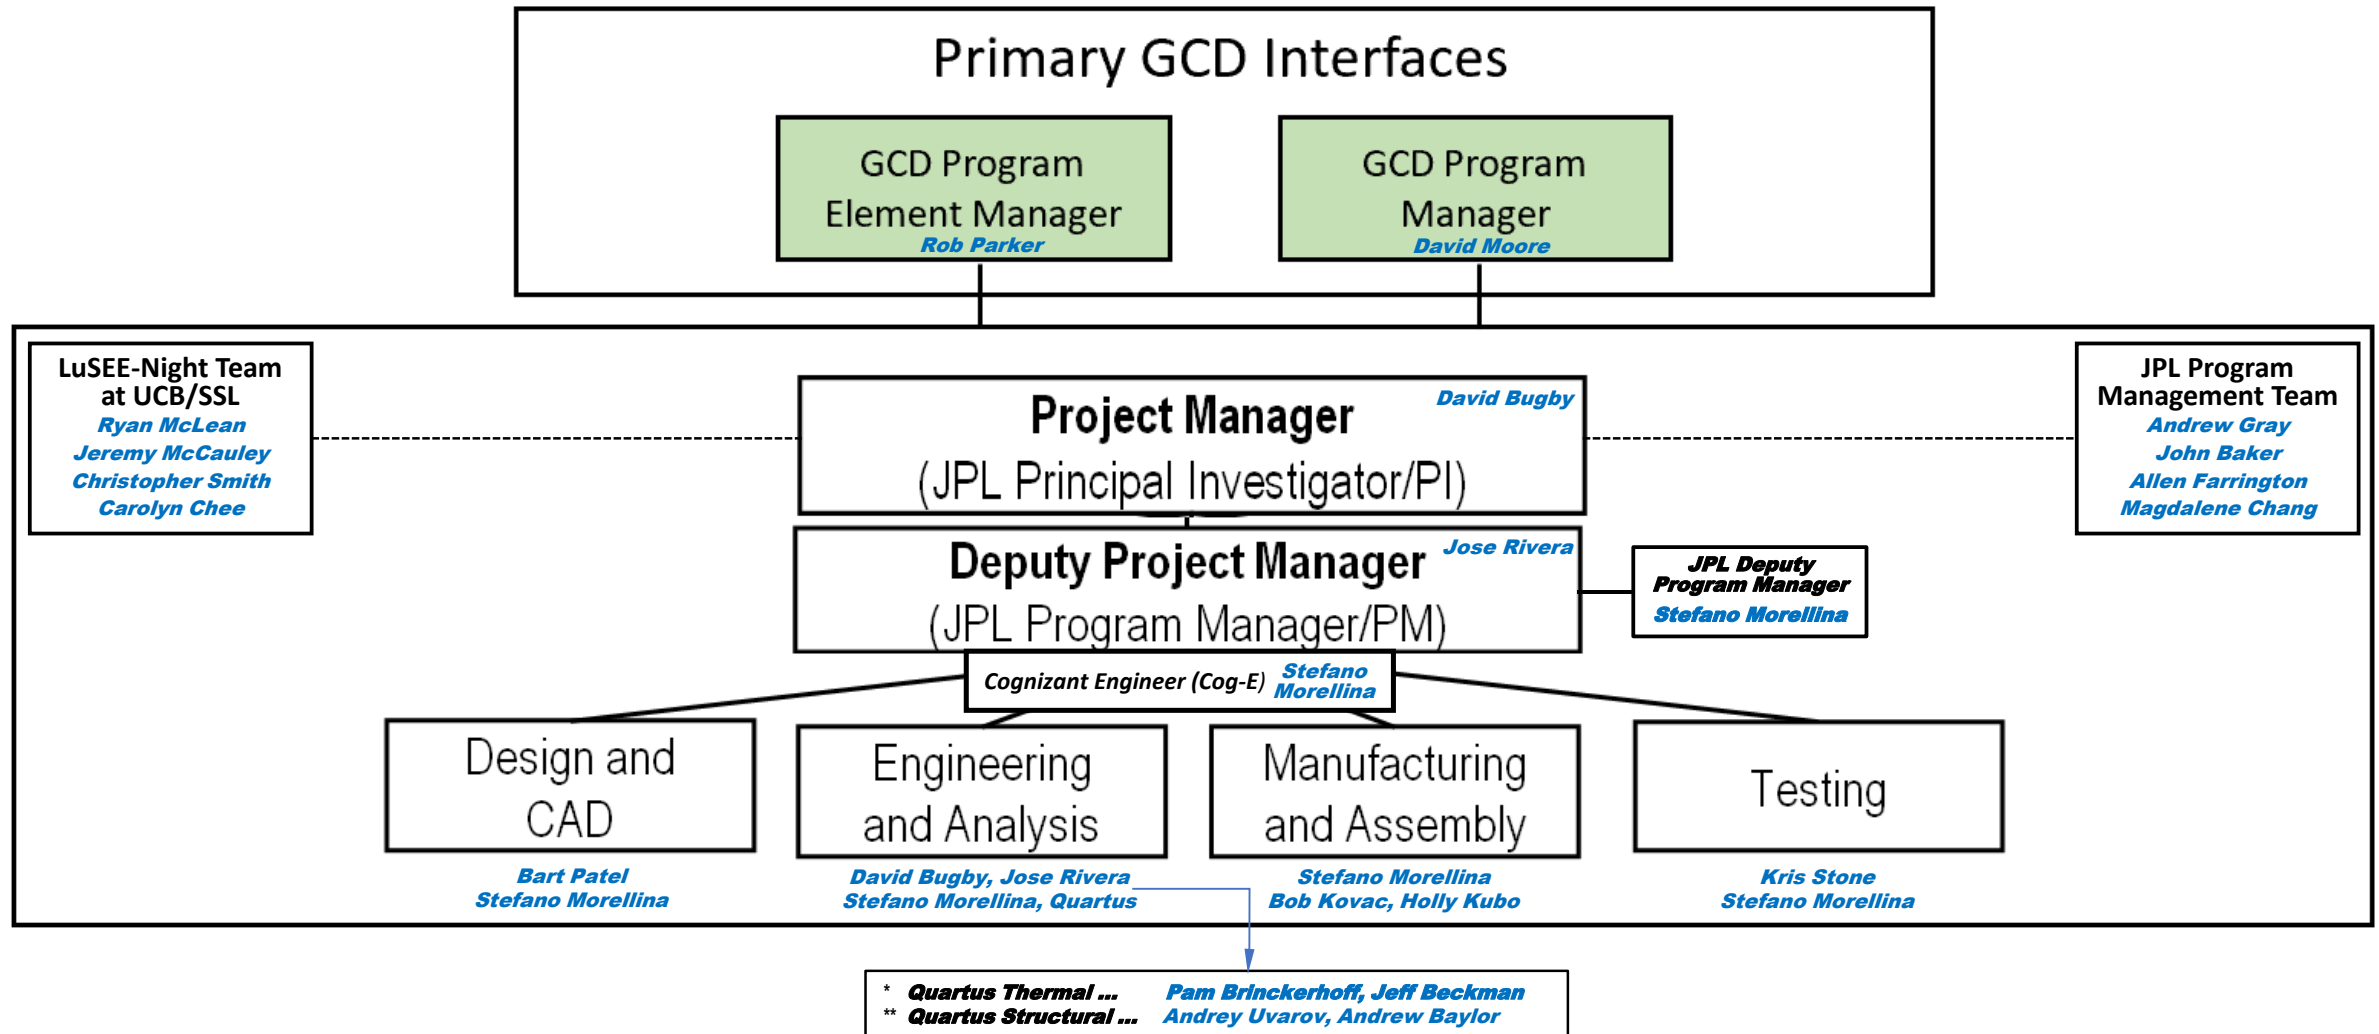 Primary GCD Interfaces
GCD Program
Element Manager
Rob Parker
GCD Program
Manager
David Moore
LuSEE-Night Team
at UCB/SSL
Ryan McLean
Jeremy McCauley
Christopher Smith
Carolyn Chee
Project Manager
David Bugby
(JPL Principal Investigator/PI)
JPL Program
Management Team
Andrew Gray
John Baker
Allen Farrington
Magdalene Chang
Deputy Project Manager
Jose Rivera
(JPL Program Manager/PM)
JPL Deputy
Program Manager
Stefano Morellina
Cognizant Engineer (Cog-E)
Stefano
Morellina
Design and
CAD
Bart Patel
Stefano Morellina
Engineering
and Analysis
David Bugby, Jose Rivera
Stefano Morellina, Quartus
Manufacturing
and Assembly
Stefano Morellina
Bob Kovac, Holly Kubo
Testing
Kris Stone
Stefano Morellina
* Quartus Thermal ... Pam Brinckerhoff, Jeff Beckman
** Quartus Structural ... Andrey Uvarov, Andrew Baylor